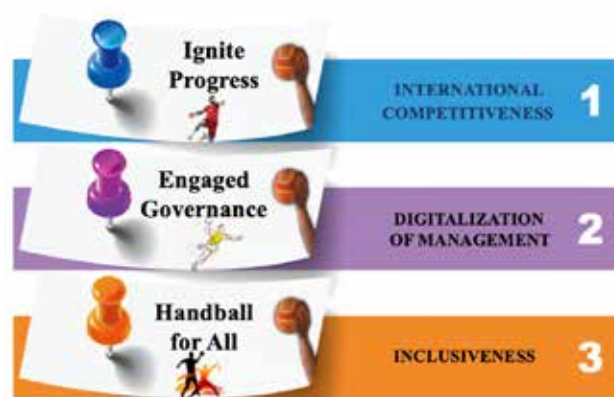 Ignite
Progress
INTERNATIONAL
COMPETITIVENESS
1
Engaged
Governance
DIGITALIZATION
OF MANAGEMENT
2
Handball
for All
INCLUSIVENESS
3